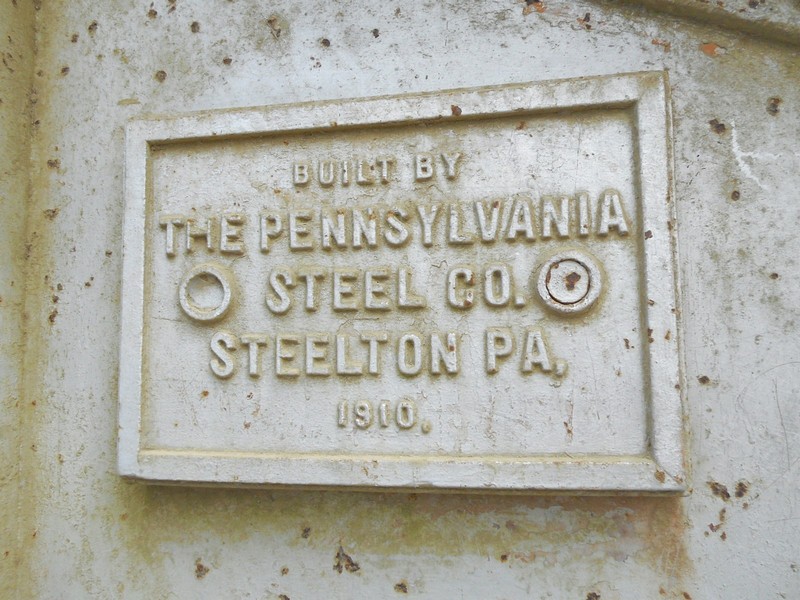 BUILT BY
THE PENNSYLVANIA
STEEL CO.
STEELTON PA,
1910.